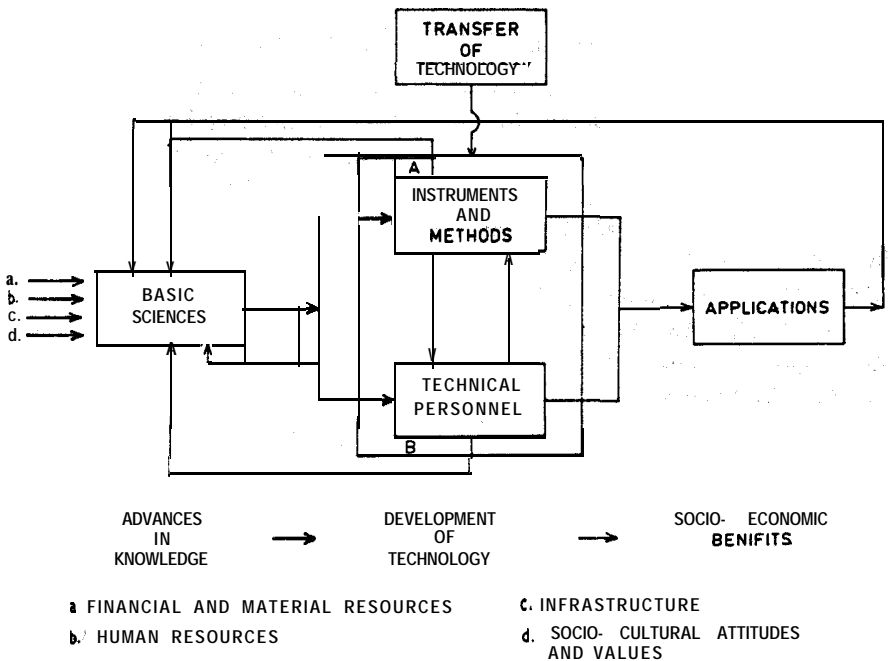 TRANSFER
OF
TECHNOLOGY
A
INSTRUMENTS
AND
METHODS
a.
b.
c.
d.
BASIC
SCIENCES
APPLICATIONS
TECHNICAL
PERSONNEL
B
ADVANCES
IN
KNOWLEDGE
DEVELOPMENT
OF
TECHNOLOGY
SOCIO- ECONOMIC
BENIFITS
a FINANCIAL AND MATERIAL RESOURCES
b. HUMAN RESOURCES
c. INFRASTRUCTURE
d. SOCIO- CULTURAL ATTITUDES
AND VALUES